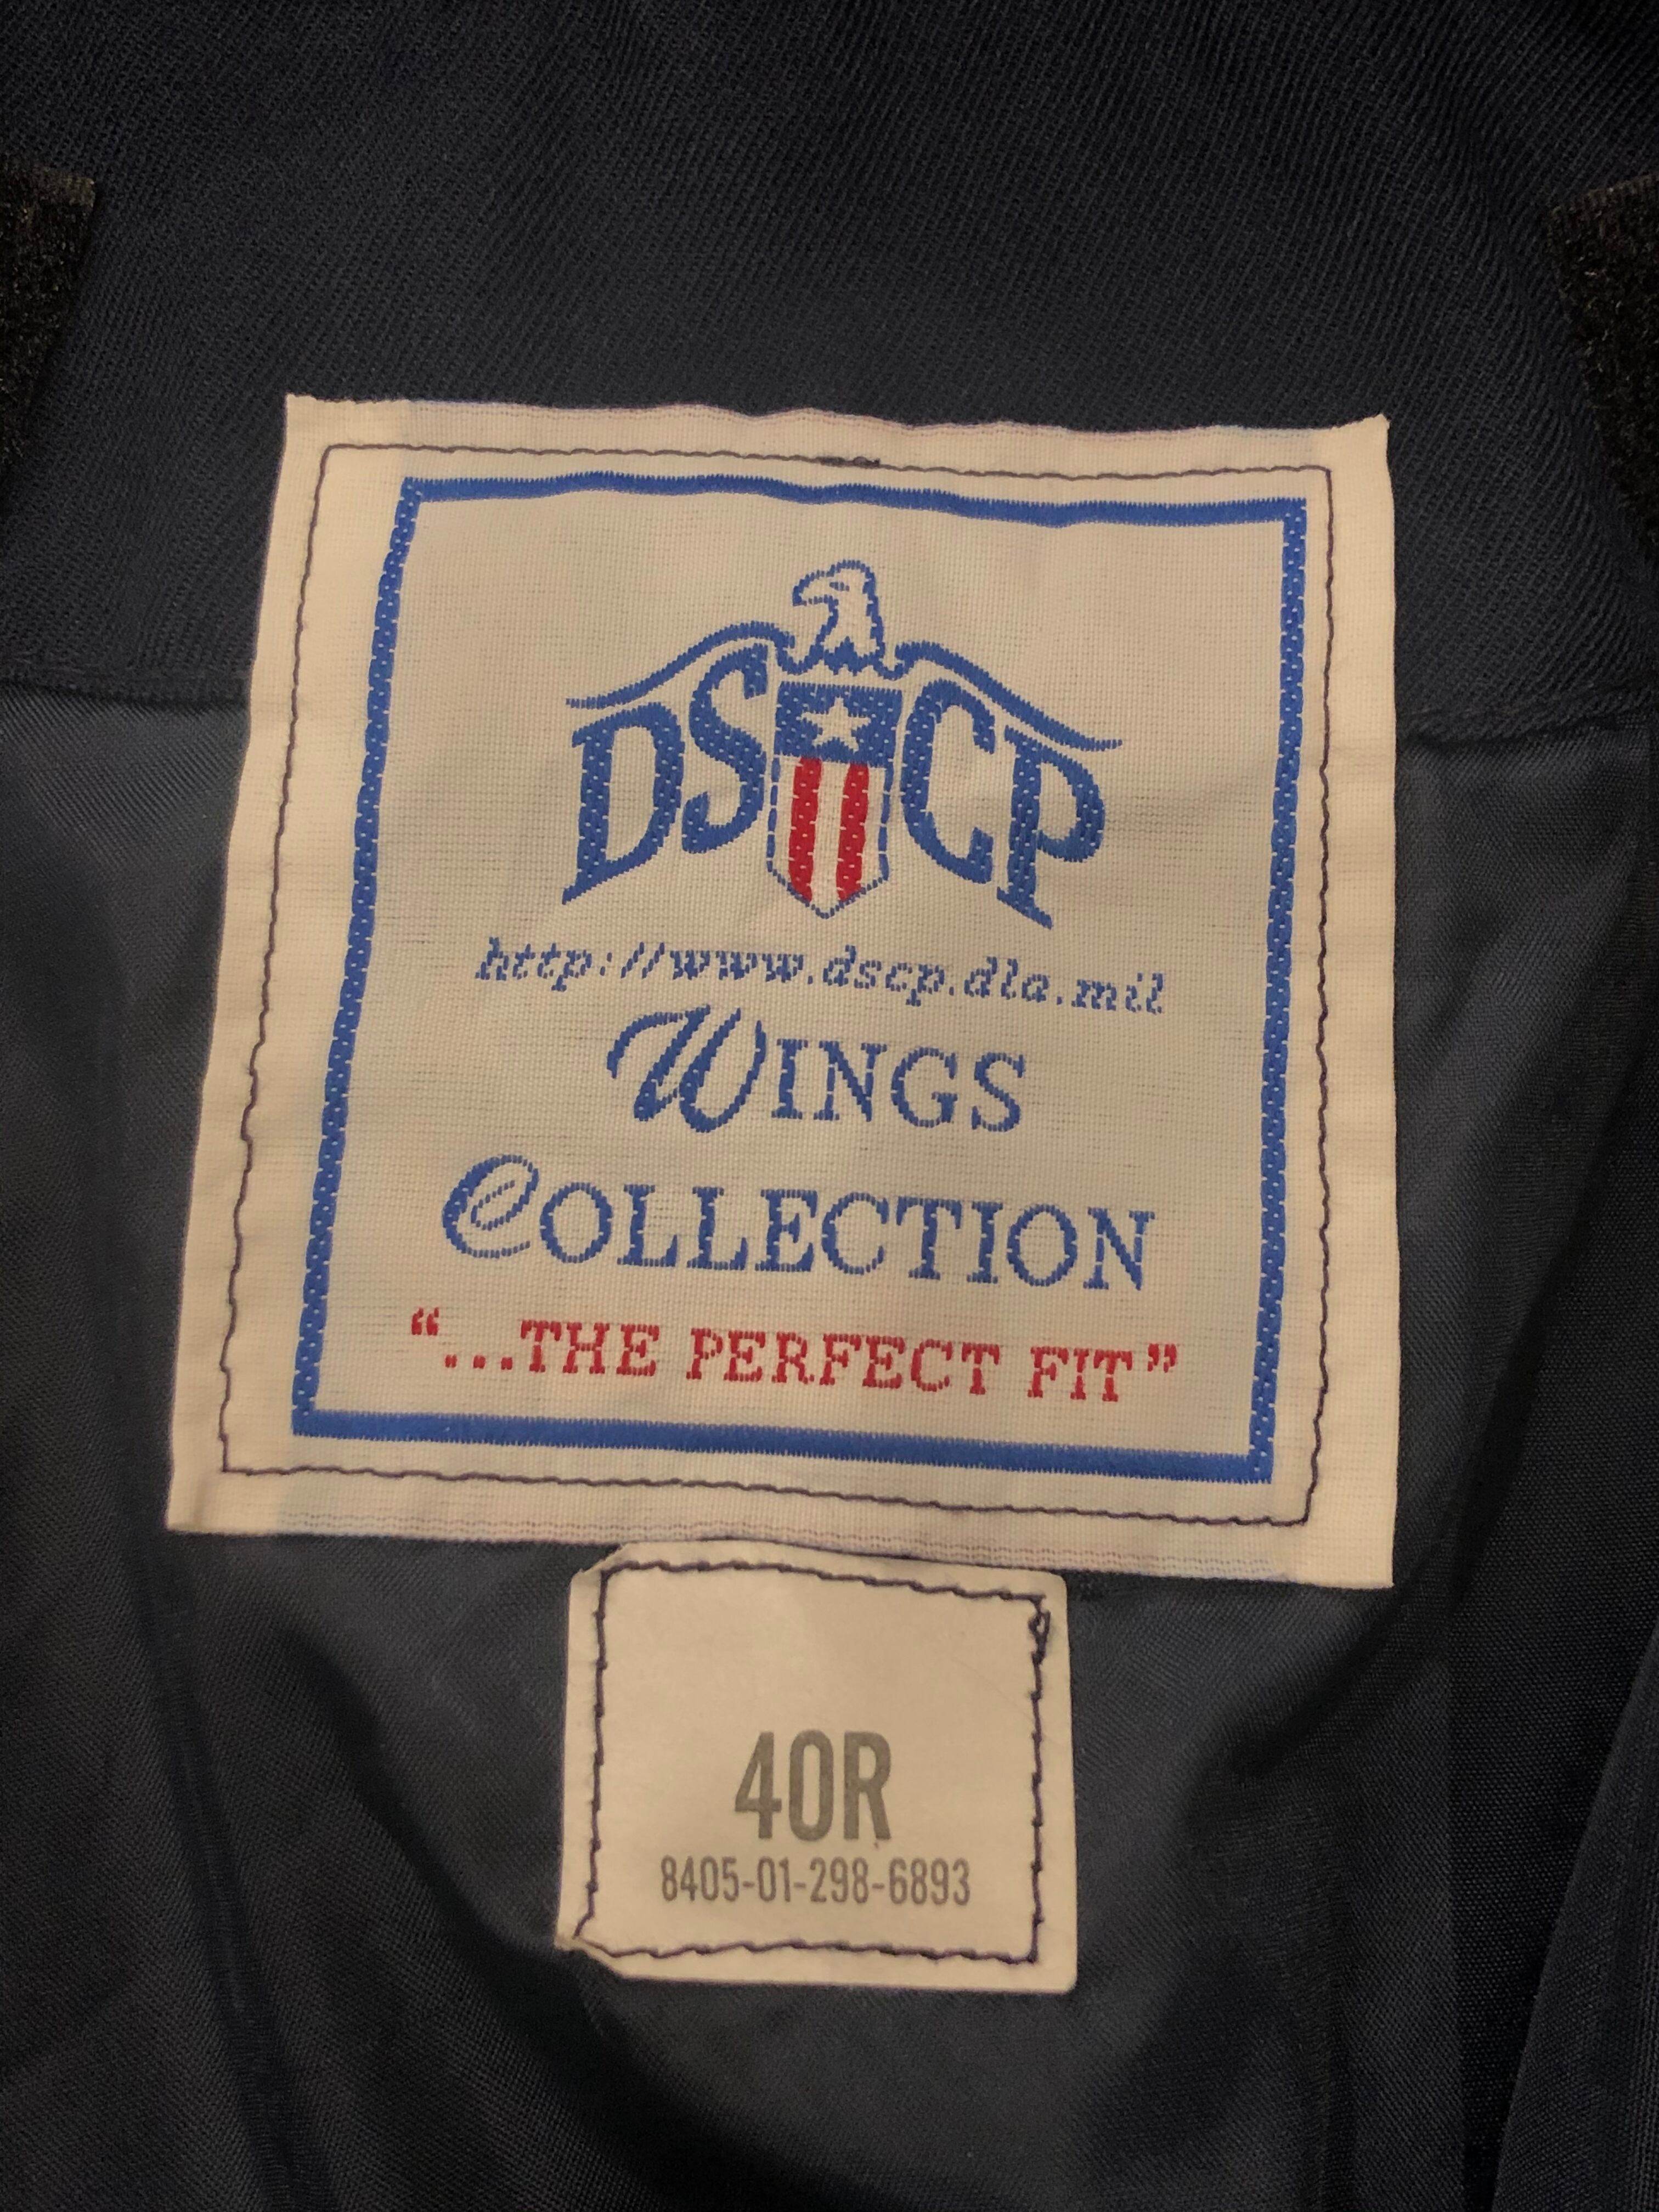 DSCP
http://www.dscp.dla.mil
WINGS
COLLECTION
“...THE PERFECT FIT”
40R
8405-01-298-6893